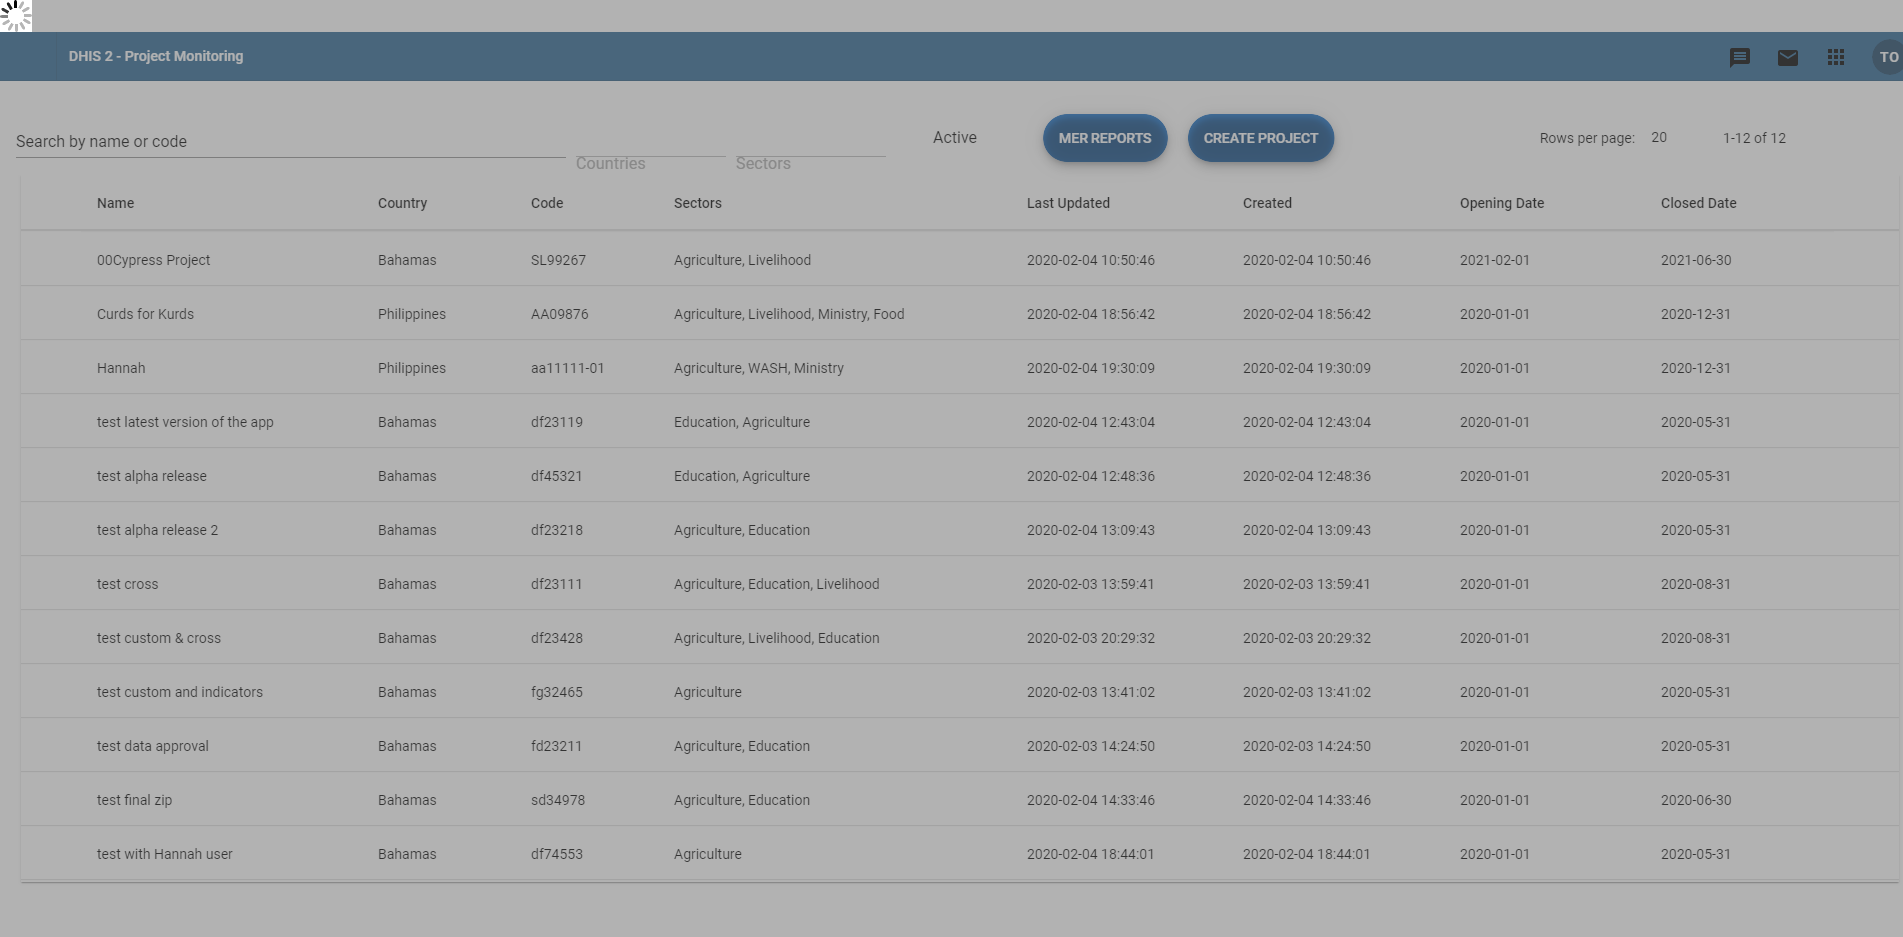 DHIS 2 - Project Monitoring TO
Search by name or code Countries Sectors Active MER REPORTS CREATE PROJECT Rows per page: 20 1-12 of 12
Name Country Code Sectors Last Updated Created Opening Date Closed Date
00Cypress Project Bahamas SL99267 Agriculture, Livelihood 2020-02-04 10:50:46 2020-02-04 10:50:46 2021-02-01 2021-06-30
Curds for Kurds Philippines AA09876 Agriculture, Livelihood, Ministry, Food 2020-02-04 18:56:42 2020-02-04 18:56:42 2020-01-01 2020-12-31
Hannah Philippines aa11111-01 Agriculture, WASH, Ministry 2020-02-04 19:30:09 2020-02-04 19:30:09 2020-01-01 2020-12-31
test latest version of the app Bahamas df23119 Education, Agriculture 2020-02-04 12:43:04 2020-02-04 12:43:04 2020-01-01 2020-05-31
test alpha release Bahamas df45321 Education, Agriculture 2020-02-04 12:48:36 2020-02-04 12:48:36 2020-01-01 2020-05-31
test alpha release 2 Bahamas df23218 Agriculture, Education 2020-02-04 13:09:43 2020-02-04 13:09:43 2020-01-01 2020-05-31
test cross Bahamas df23111 Agriculture, Education, Livelihood 2020-02-03 13:59:41 2020-02-03 13:59:41 2020-01-01 2020-08-31
test custom & cross Bahamas df23428 Agriculture, Livelihood, Education 2020-02-03 20:29:32 2020-02-03 20:29:32 2020-01-01 2020-08-31
test custom and indicators Bahamas fg32465 Agriculture 2020-02-03 13:41:02 2020-02-03 13:41:02 2020-01-01 2020-05-31
test data approval Bahamas fd23211 Agriculture, Education 2020-02-03 14:24:50 2020-02-03 14:24:50 2020-01-01 2020-05-31
test final zip Bahamas sd34978 Agriculture, Education 2020-02-04 14:33:46 2020-02-04 14:33:46 2020-01-01 2020-06-30
test with Hannah user Bahamas df74553 Agriculture 2020-02-04 18:44:01 2020-02-04 18:44:01 2020-01-01 2020-05-31